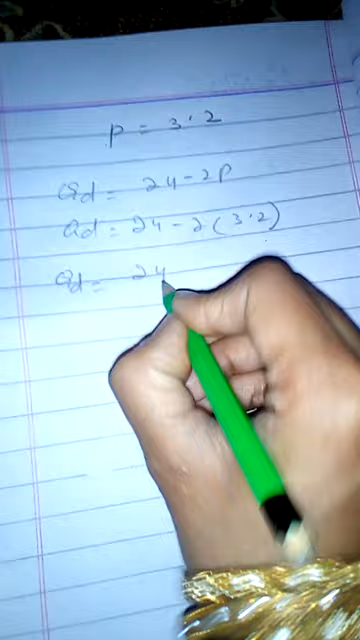 P = 3.2
Qd = 24 - 2P
Qd = 24 - 2 (3.2)
Qd = 24